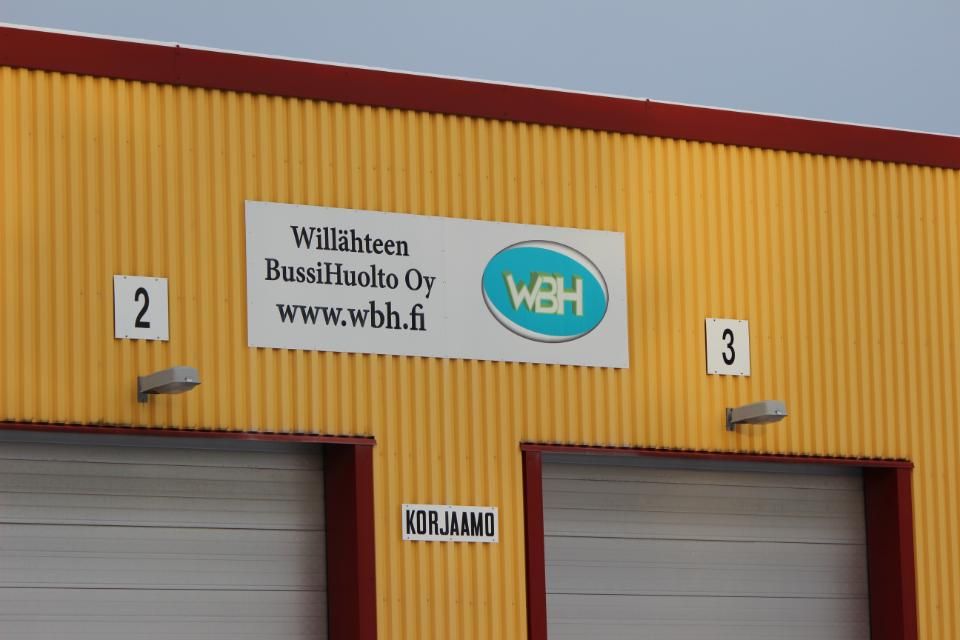 Willähteen
BussiHuolto Oy
www.wbh.fi
WBH
2
3
KORJAAMO